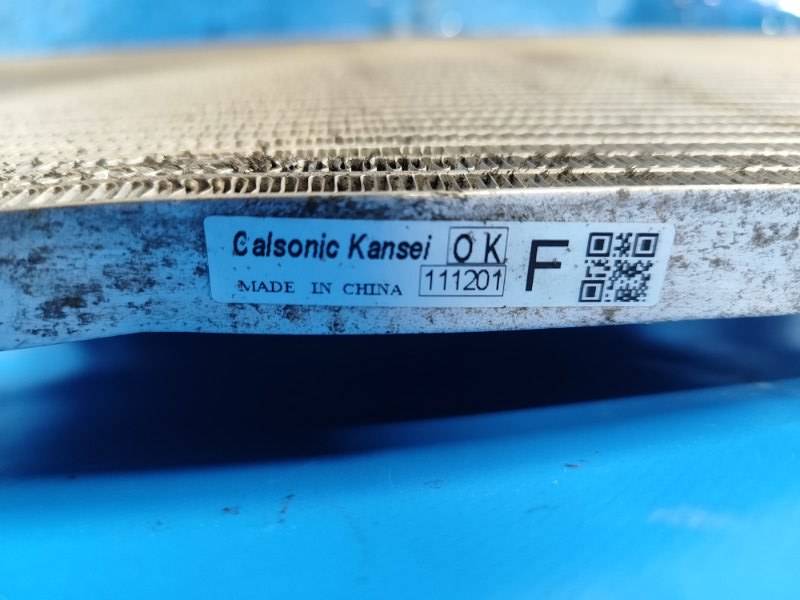 Calsonic Kansei OK
MADE IN CHINA 111201 F